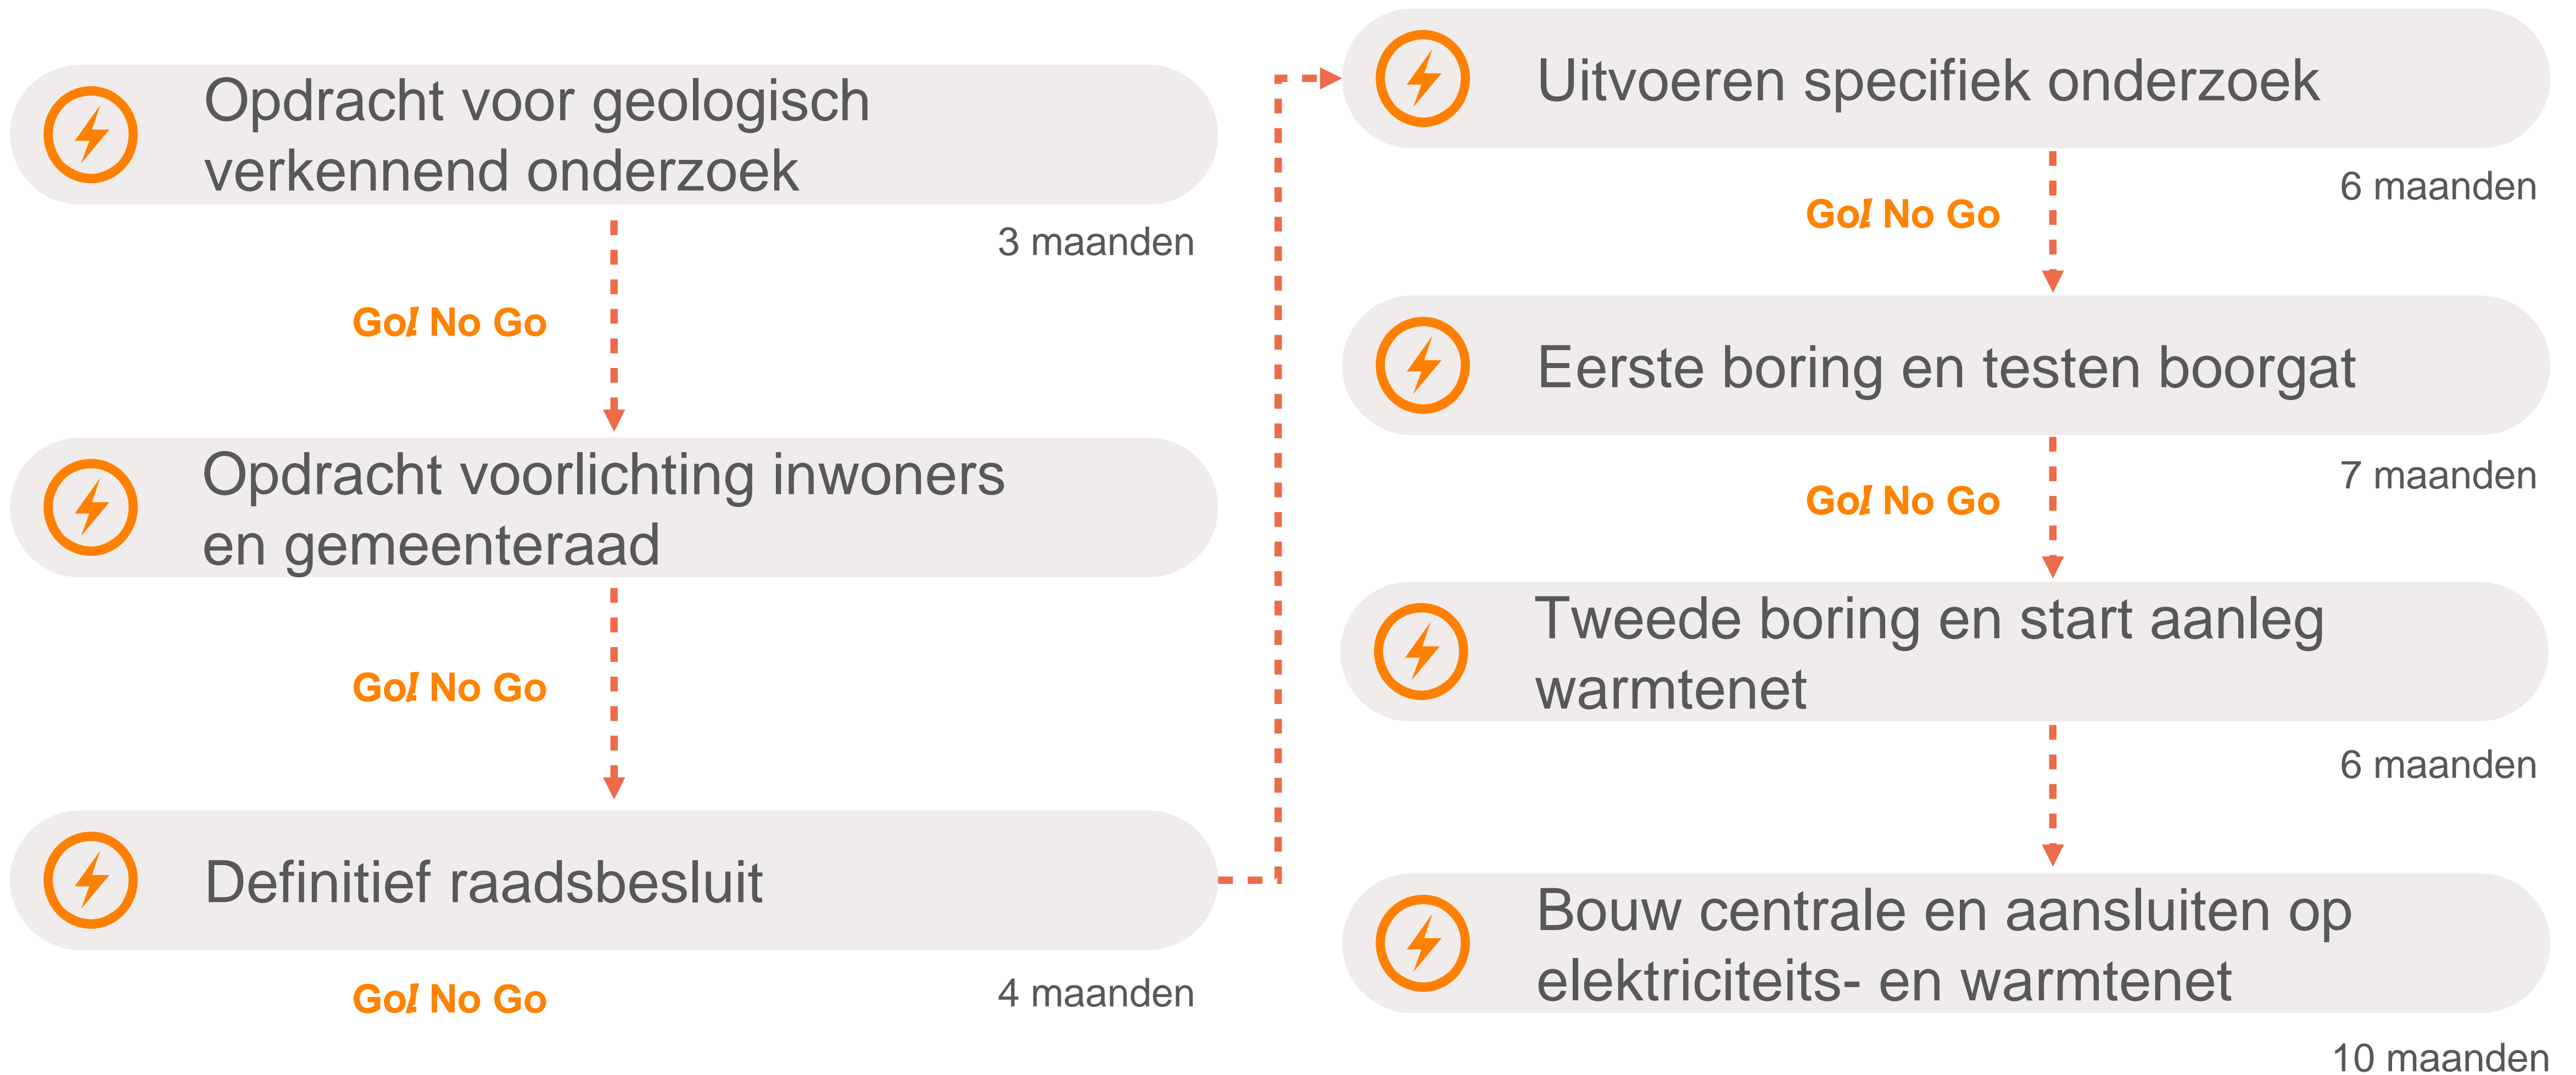 Opdracht voor geologisch
verkennend onderzoek
3 maanden
Go! No Go
Opdracht voorlichting inwoners
en gemeenteraad
Go! No Go
Definitief raadsbesluit
Go! No Go
4 maanden
Uitvoeren specifiek onderzoek
6 maanden
Go! No Go
Eerste boring en testen boorgat
7 maanden
Go! No Go
Tweede boring en start aanleg
warmtenet
6 maanden
Bouw centrale en aansluiten op
elektriciteits- en warmtenet
10 maanden